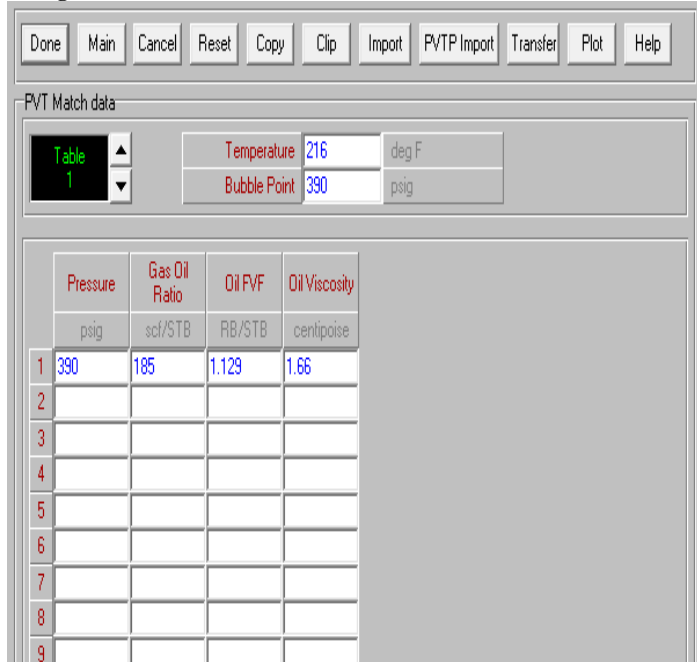 Done Main Cancel Reset Copy Clip Import PVTP Import Transfer Plot Help
PVT Match data
Table
1
Temperature 216 deg F
Bubble Point 390 psig
Pressure Gas Oil Ratio Oil FVF Oil Viscosity
psig scf/STB RB/STB centipoise
1 390 185 1.129 1.66
2
3
4
5
6
7
8
9